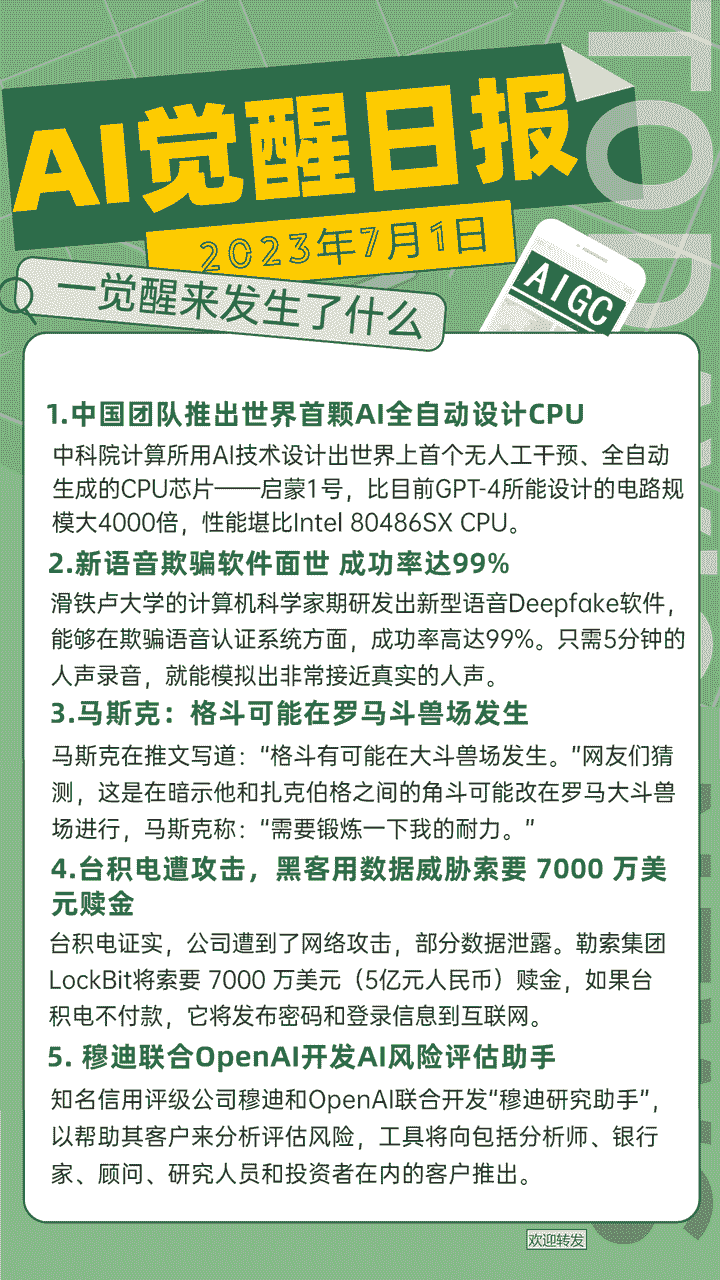 AI觉醒日报
2023年7月1日
一觉醒来发生了什么
AIGC
1.中国团队推出世界首颗AI全自动设计CPU
中科院计算所用AI技术设计出世界上首个无人工干预、全自动
生成的CPU芯片——启蒙1号，比目前GPT-4所能设计的电路规
模大4000倍，性能堪比Intel 80486SX CPU。
2.新语音欺骗软件面世 成功率达99%
滑铁卢大学的计算机科学家期研发出新型语音Deepfake软件，
能够在欺骗语音认证系统方面，成功率高达99%。只需5分钟的
人声录音，就能模拟出非常接近真实的人声。
3.马斯克：格斗可能在罗马斗兽场发生
马斯克在推文写道：“格斗有可能在大斗兽场发生。”网友们猜
测，这是在暗示他和扎克伯格之间的角斗可能改在罗马大斗兽
场进行，马斯克称：“需要锻炼一下我的耐力。”
4.台积电遭攻击，黑客用数据威胁索要 7000 万美
元赎金
台积电证实，公司遭到了网络攻击，部分数据泄露。勒索集团
LockBit将索要 7000 万美元（5亿元人民币）赎金，如果台
积电不付款，它将发布密码和登录信息到互联网。
5. 穆迪联合OpenAI开发AI风险评估助手
知名信用评级公司穆迪和OpenAI联合开发“穆迪研究助手”，
以帮助其客户来分析评估风险，工具将向包括分析师、银行
家、顾问、研究人员和投资者在内的客户推出。
欢迎转发